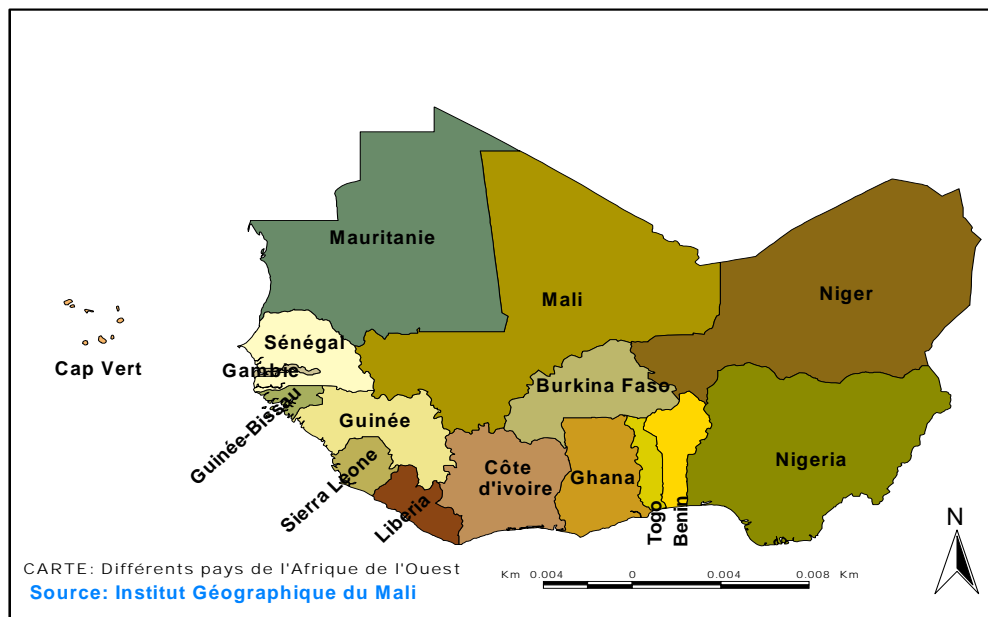 Mauritanie
Mali
Niger
Cap Vert
Sénégal
Gambie
Guinée-Bissau
Guinée
Burkina Faso
Sierra Leone
Liberia
Côte
d'ivoire
Ghana
Togo
Benin
Nigeria
N
CARTE: Différents pays de l'Afrique de l'Ouest
Source: Institut Géographique du Mali
Km 0.004 0 0.004 0.008 Km